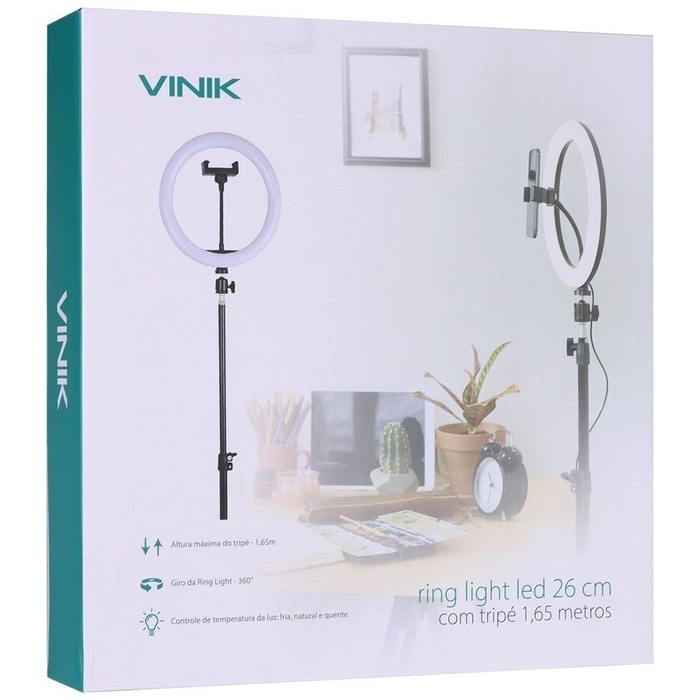 VINIK
VINIK
Altura máxima do tripé - 1,65m
Giro da Ring Light - 360°
Controle de temperatura da luz: fria, natural e quente
ring light led 26 cm
com tripé 1,65 metros